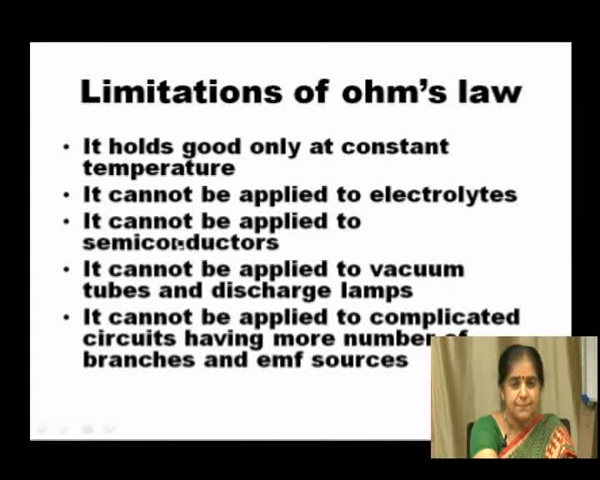 Limitations of ohm's law
• It holds good only at constant
temperature
• It cannot be applied to electrolytes
• It cannot be applied to
semiconductors
• It cannot be applied to vacuum
tubes and discharge lamps
• It cannot be applied to complicated
circuits having more number of
branches and emf sources